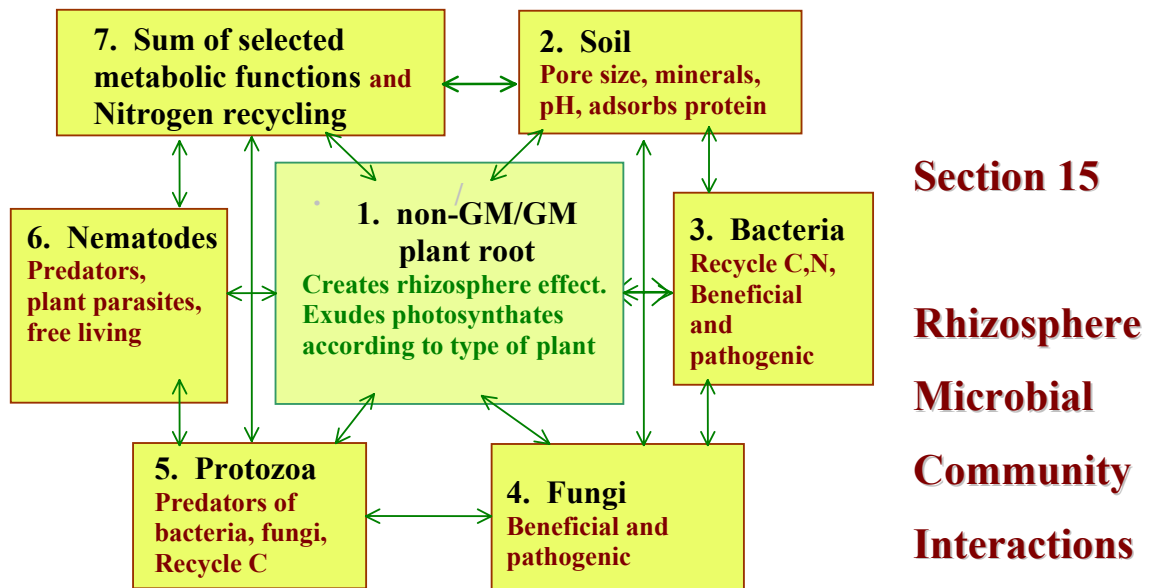 7. Sum of selected
metabolic functions and
Nitrogen recycling
2. Soil
Pore size, minerals,
pH, adsorbs protein
1. non-GM/GM
plant root
Creates rhizosphere effect.
Exudes photosynthates
according to type of plant
6. Nematodes
Predators,
plant parasites,
free living
3. Bacteria
Recycle C,N,
Beneficial
and
pathogenic
5. Protozoa
Predators of
bacteria, fungi,
Recycle C
4. Fungi
Beneficial and
pathogenic
Section 15
Rhizosphere
Microbial
Community
Interactions